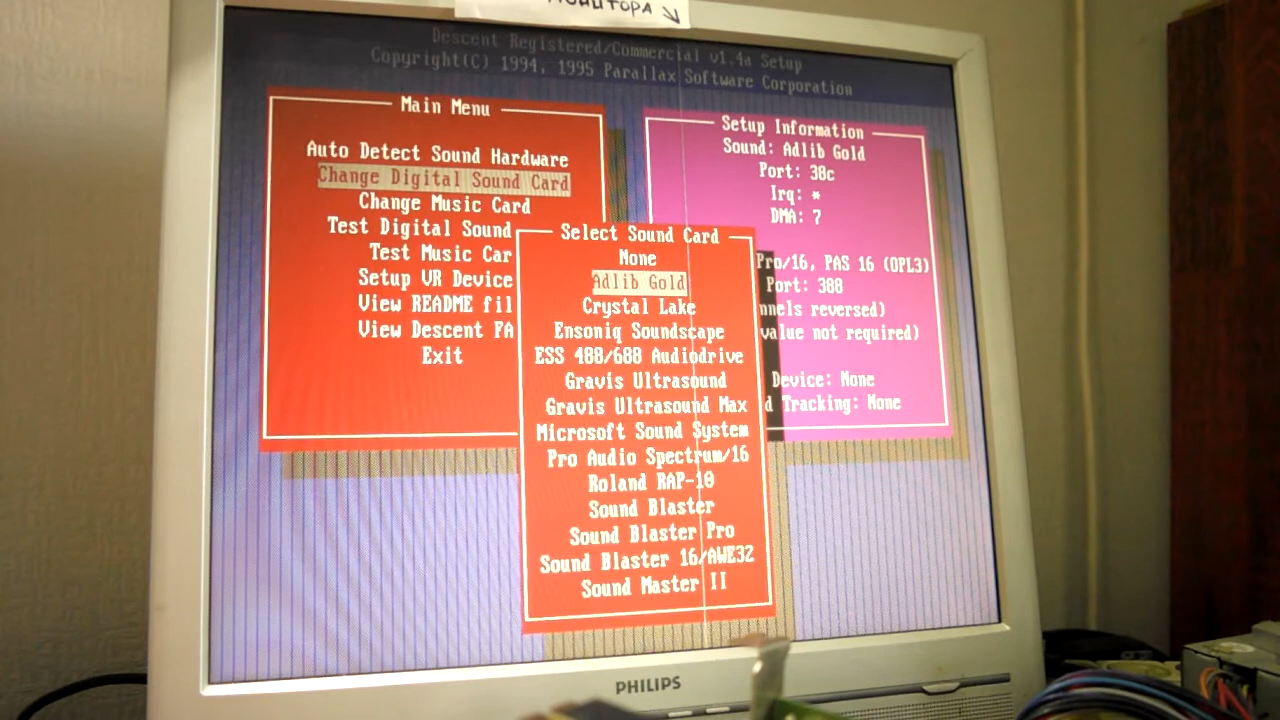 МОНИТОРА
Descent Registered/Commercial v1.4a Setup
Copyright(C) 1994, 1995 Parallax Software Corporation
Main Menu
Auto Detect Sound Hardware
Change Digital Sound Card
Change Music Card
Test Digital Sound
Test Music Car
Setup VR Device
View README fil
View Descent FA
Exit
Setup Information
Sound: Adlib Gold
Port: 38c
Irq: *
DMA: 7
Pro/16, PAS 16 (OPL3)
Port: 388
nnels reversed)
value not required)
Device: None
d Tracking: None
Select Sound Card
None
Adlib Gold
Crystal Lake
Ensoniq Soundscape
ESS 488/688 Audiodrive
Gravis Ultrasound
Gravis Ultrasound Max
Microsoft Sound System
Pro Audio Spectrum/16
Roland RAP-10
Sound Blaster
Sound Blaster Pro
Sound Blaster 16/AWE32
Sound Master II
PHILIPS